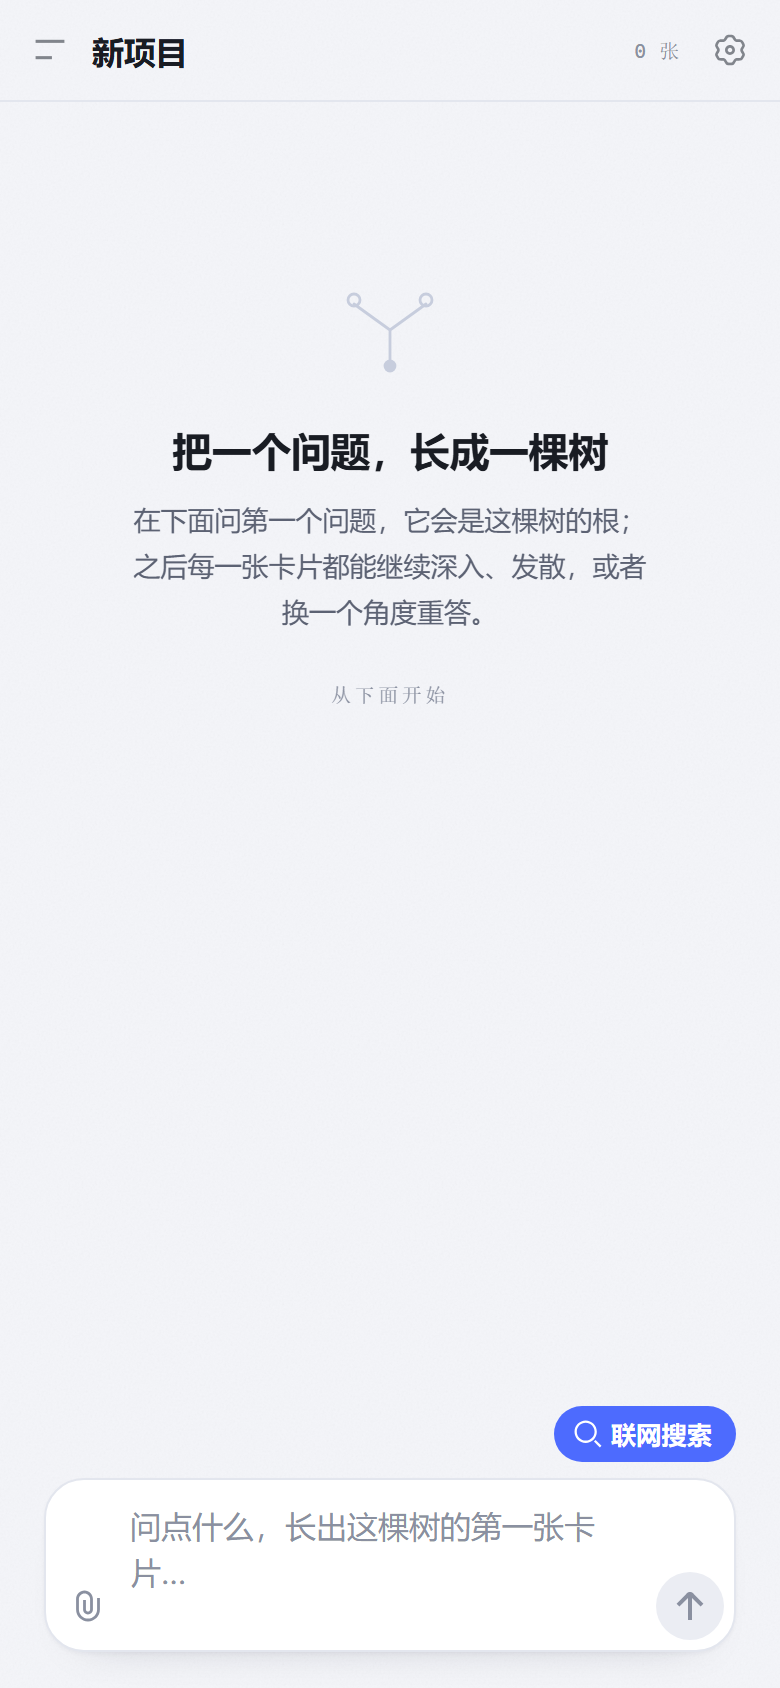 新项目
0 张
把一个问题，长成一棵树
在下面问第一个问题，它会是这棵树的根；
之后每一张卡片都能继续深入、发散，或者
换一个角度重答。
从下面开始
联网搜索
问点什么，长出这棵树的第一张卡
片...